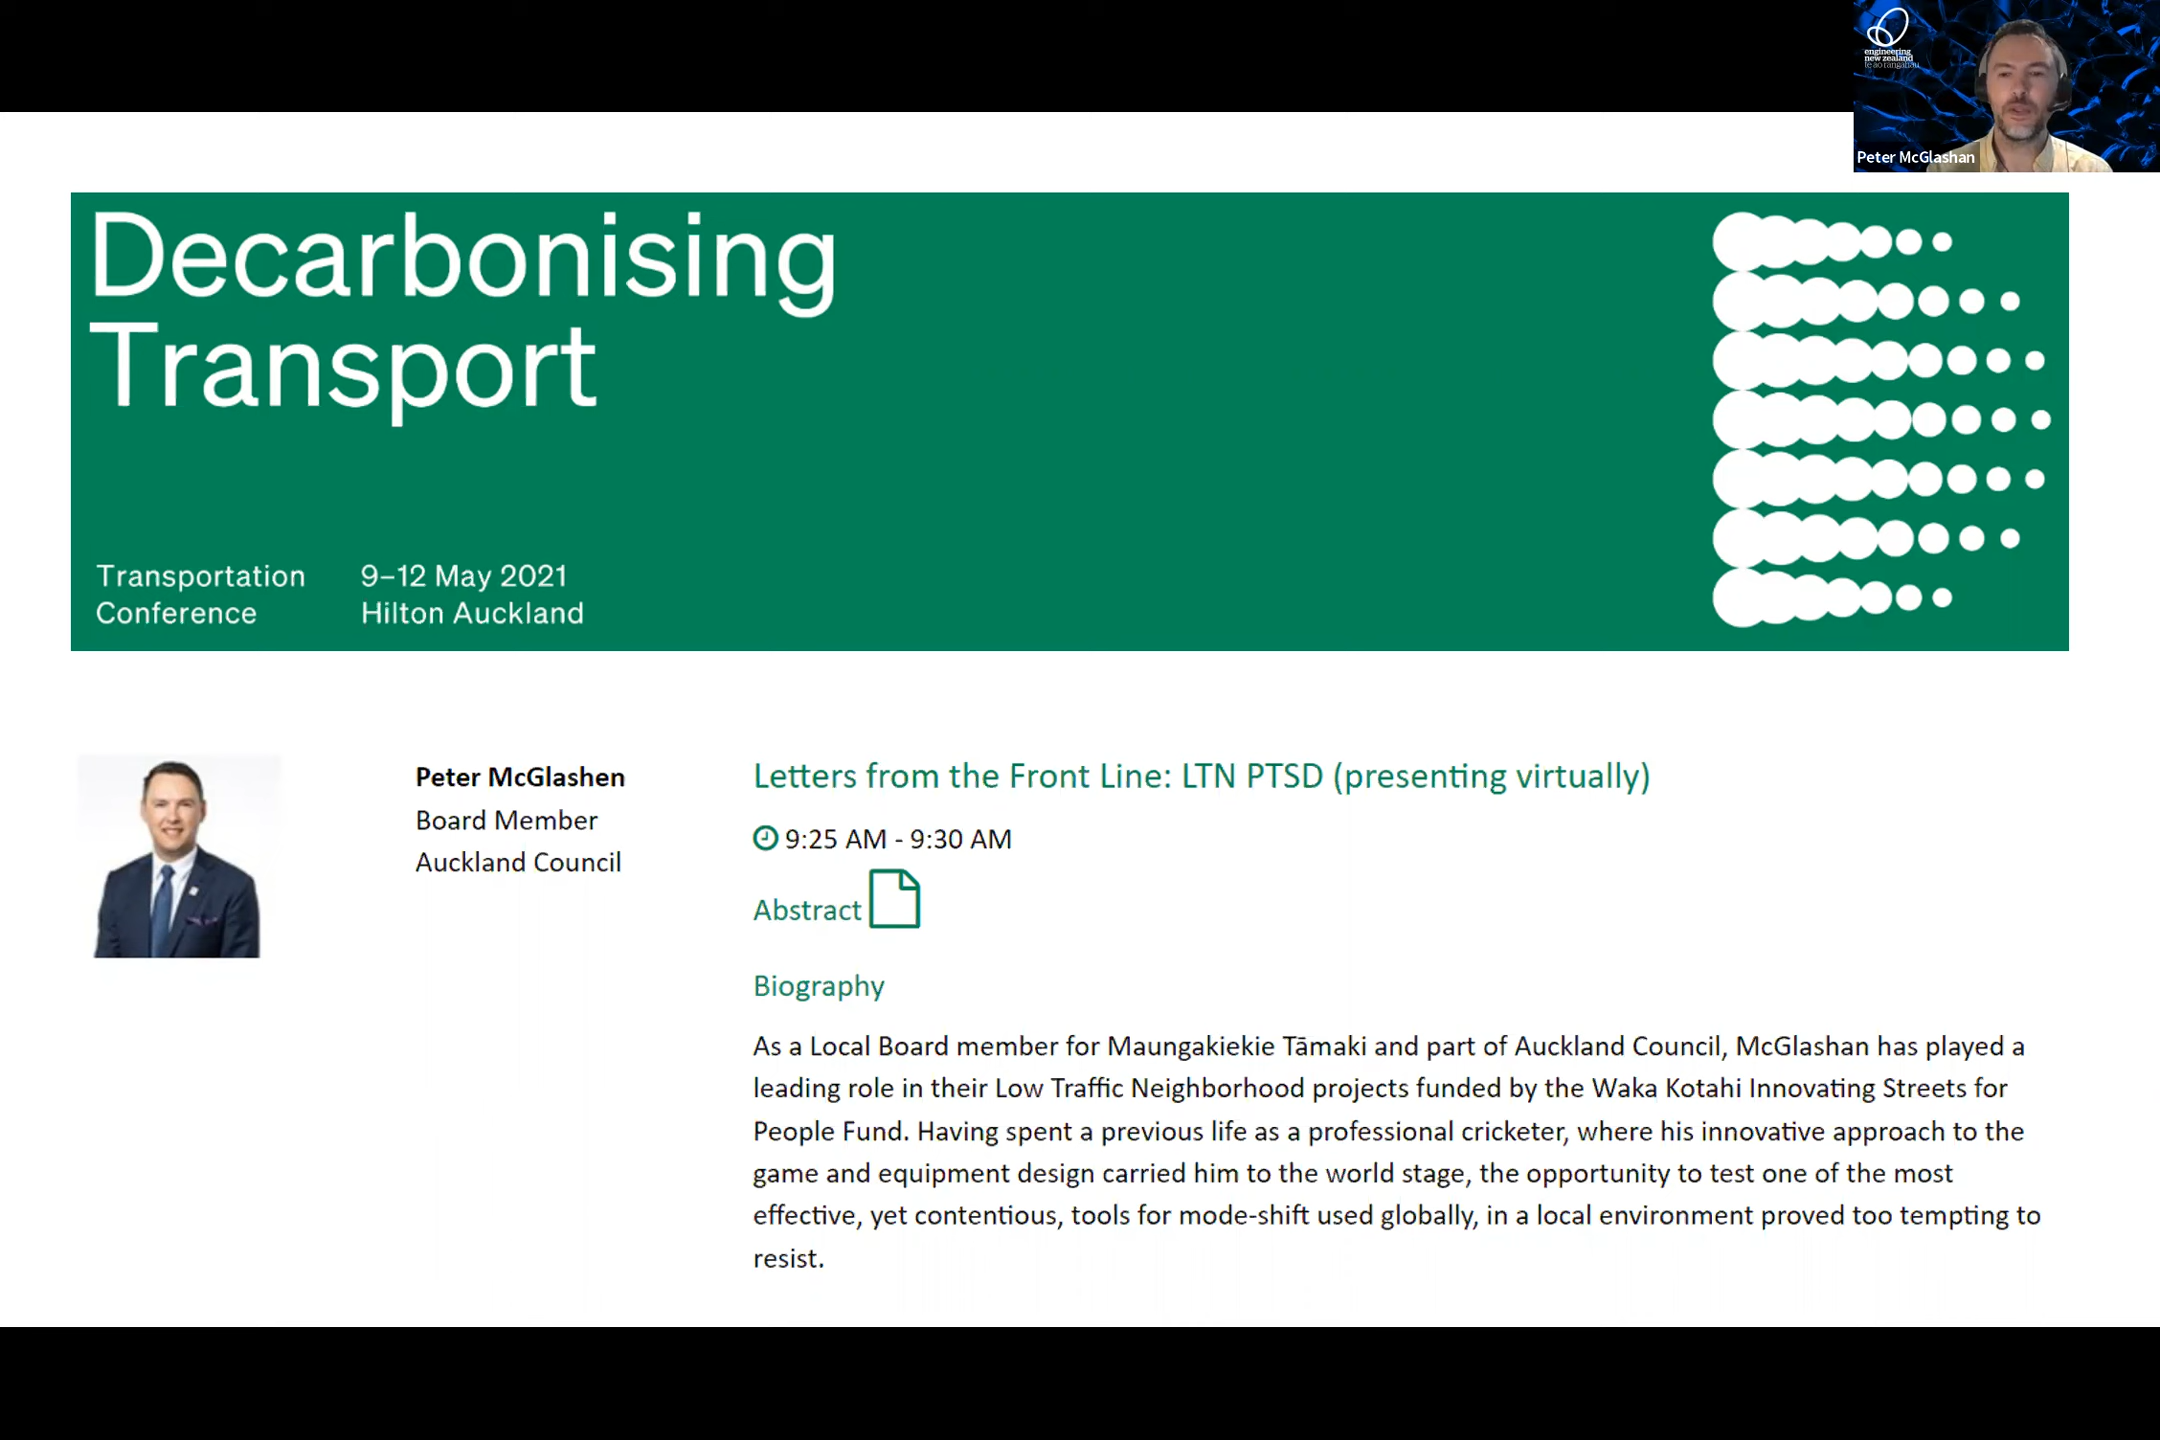 engineering
new zealand
te ao rangahau
Peter McGlashan
Decarbonising
Transport
Transportation
Conference
9–12 May 2021
Hilton Auckland
Peter McGlashen
Board Member
Auckland Council
Letters from the Front Line: LTN PTSD (presenting virtually)
9:25 AM - 9:30 AM
Abstract
Biography
As a Local Board member for Maungakiekie Tāmaki and part of Auckland Council, McGlashan has played a
leading role in their Low Traffic Neighborhood projects funded by the Waka Kotahi Innovating Streets for
People Fund. Having spent a previous life as a professional cricketer, where his innovative approach to the
game and equipment design carried him to the world stage, the opportunity to test one of the most
effective, yet contentious, tools for mode-shift used globally, in a local environment proved too tempting to
resist.